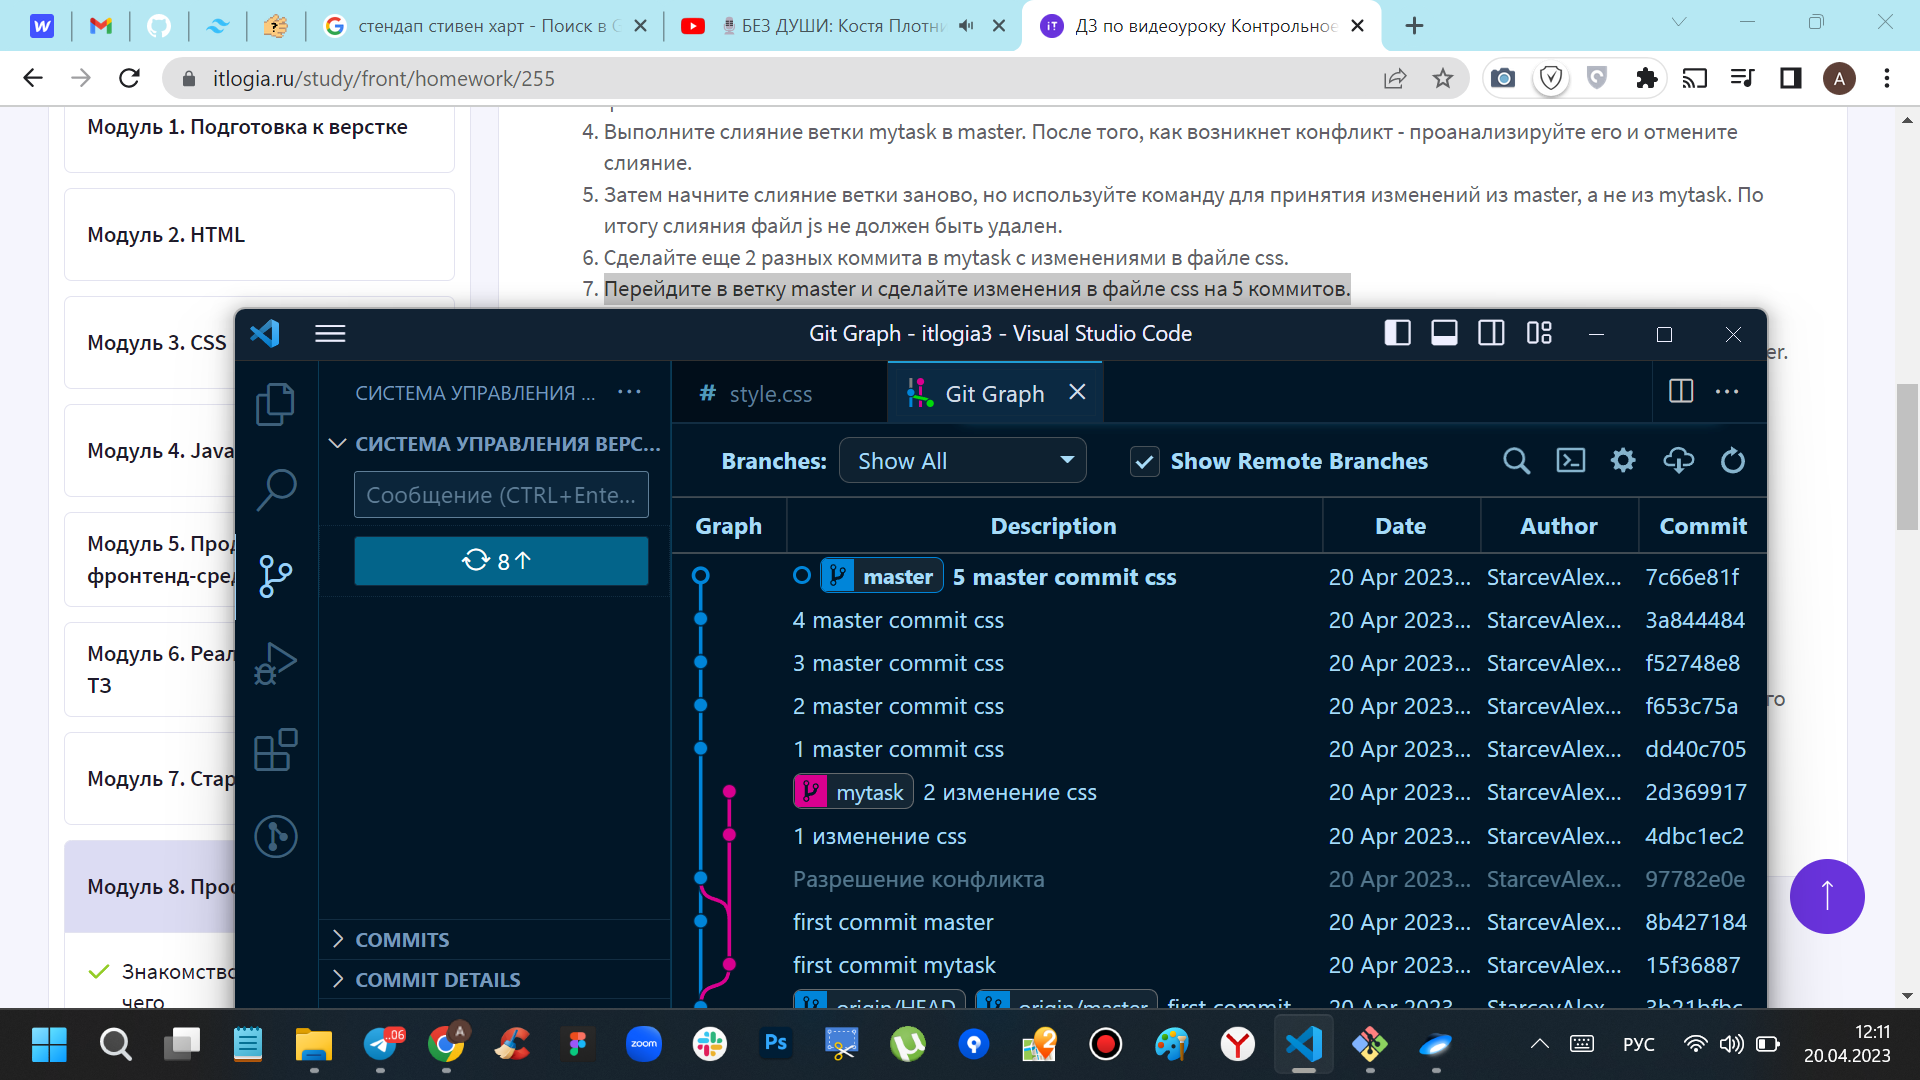 стендап стивен харт - Поиск в G
БЕЗ ДУШИ: Костя Плотни
ДЗ по видеоуроку Контрольное
itlogia.ru/study/front/homework/255
A
Модуль 1. Подготовка к верстке
Модуль 2. HTML
Модуль 3. CSS
Модуль 4. Java
Модуль 5. Прод
фронтенд-сред
Модуль 6. Реал
ТЗ
Модуль 7. Стар
Модуль 8. Прос
Знакомство
чего
4. Выполните слияние ветки mytask в master. После того, как возникнет конфликт - проанализируйте его и отмените
слияние.
5. Затем начните слияние ветки заново, но используйте команду для принятия изменений из master, а не из mytask. По
итогу слияния файл js не должен быть удален.
6. Сделайте еще 2 разных коммита в mytask с изменениями в файле css.
7. Перейдите в ветку master и сделайте изменения в файле css на 5 коммитов.
er.
го
Git Graph - itlogia3 - Visual Studio Code
СИСТЕМА УПРАВЛЕНИЯ ...
СИСТЕМА УПРАВЛЕНИЯ ВЕРС...
Сообщение (CTRL+Ente...
8↑
COMMITS
COMMIT DETAILS
# style.css
Git Graph
Branches: Show All
Show Remote Branches
Graph Description Date Author Commit
master 5 master commit css 20 Apr 2023... StarcevAlex... 7c66e81f
4 master commit css 20 Apr 2023... StarcevAlex... 3a844484
3 master commit css 20 Apr 2023... StarcevAlex... f52748e8
2 master commit css 20 Apr 2023... StarcevAlex... f653c75a
1 master commit css 20 Apr 2023... StarcevAlex... dd40c705
mytask 2 изменение css 20 Apr 2023... StarcevAlex... 2d369917
1 изменение css 20 Apr 2023... StarcevAlex... 4dbc1ec2
Разрешение конфликта 20 Apr 2023... StarcevAlex... 97782e0e
first commit master 20 Apr 2023... StarcevAlex... 8b427184
first commit mytask 20 Apr 2023... StarcevAlex... 15f36887
origin/HEAD origin/master first commit 20 Apr 2023... StarcevAlex... 3b21bfbc
..06
A
zoom
Ps
РУС
12:11
20.04.2023